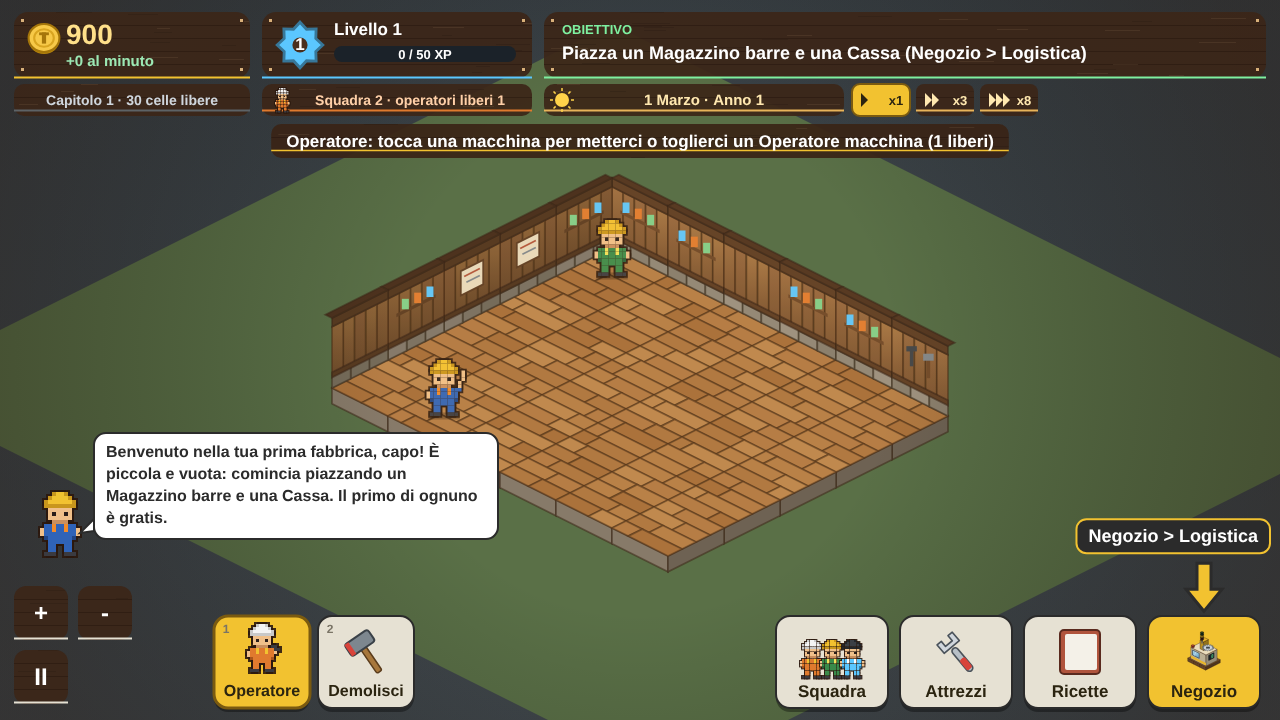 900
+0 al minuto
1
Livello 1
0 / 50 XP
OBIETTIVO
Piazza un Magazzino barre e una Cassa (Negozio > Logistica)
Capitolo 1 · 30 celle libere
Squadra 2 · operatori liberi 1
1 Marzo · Anno 1
x1
x3
x8
Operatore: tocca una macchina per metterci o toglierci un Operatore macchina (1 liberi)
Benvenuto nella tua prima fabbrica, capo! È
piccola e vuota: comincia piazzando un
Magazzino barre e una Cassa. Il primo di ognuno
è gratis.
Negozio > Logistica
+
-
II
1
Operatore
2
Demolisci
Squadra
Attrezzi
Ricette
Negozio